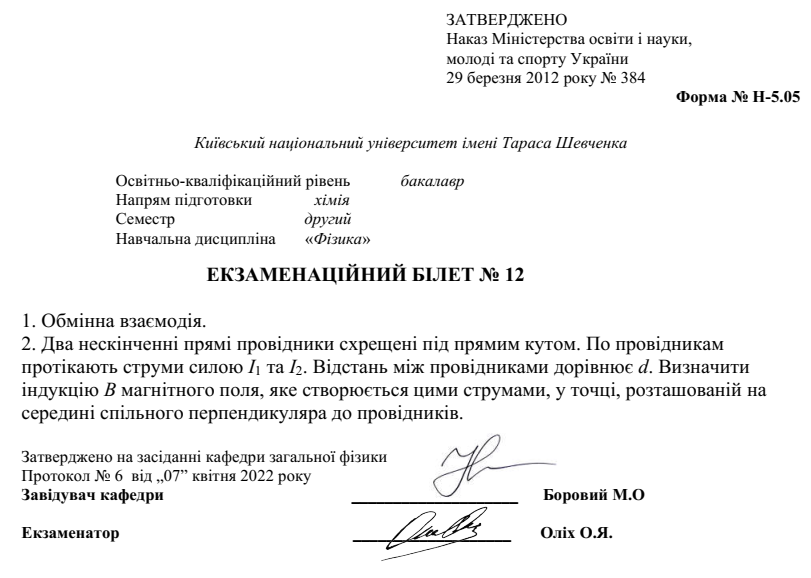 ЗАТВЕРДЖЕНО
Наказ Міністерства освіти і науки,
молоді та спорту України
29 березня 2012 року № 384
Форма № Н-5.05
Київський національний університет імені Тараса Шевченка
Освітньо-кваліфікаційний рівень бакалавр
Напрям підготовки хімія
Семестр другий
Навчальна дисципліна «Фізика»
ЕКЗАМЕНАЦІЙНИЙ БІЛЕТ № 12
1. Обмінна взаємодія.
2. Два нескінченні прямі провідники схрещені під прямим кутом. По провідникам
протікають струми силою I₁ та I₂. Відстань між провідниками дорівнює d. Визначити
індукцію B магнітного поля, яке створюється цими струмами, у точці, розташованій на
середині спільного перпендикуляра до провідників.
Затверджено на засіданні кафедри загальної фізики
Протокол № 6 від „07” квітня 2022 року
Завідувач кафедри ____________________ Боровий М.О
Екзаменатор ____________________ Оліх О.Я.